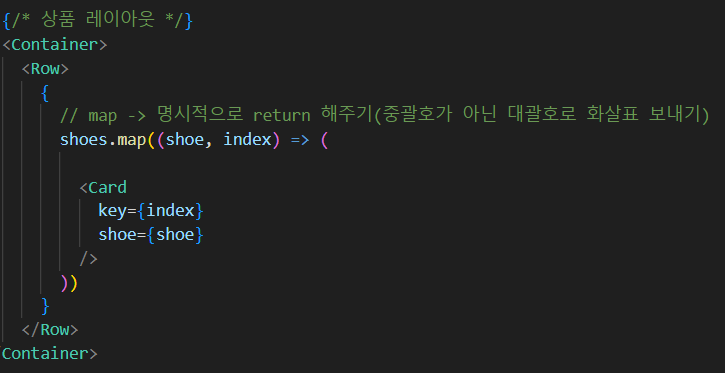 {/* 상품 레이아웃 */}
<Container>
<Row>
{
// map -> 명시적으로 return 해주기(중괄호가 아닌 대괄호로 화살표 보내기)
shoes.map((shoe, index) => (
<Card
key={index}
shoe={shoe}
/>
))
}
</Row>
Container>